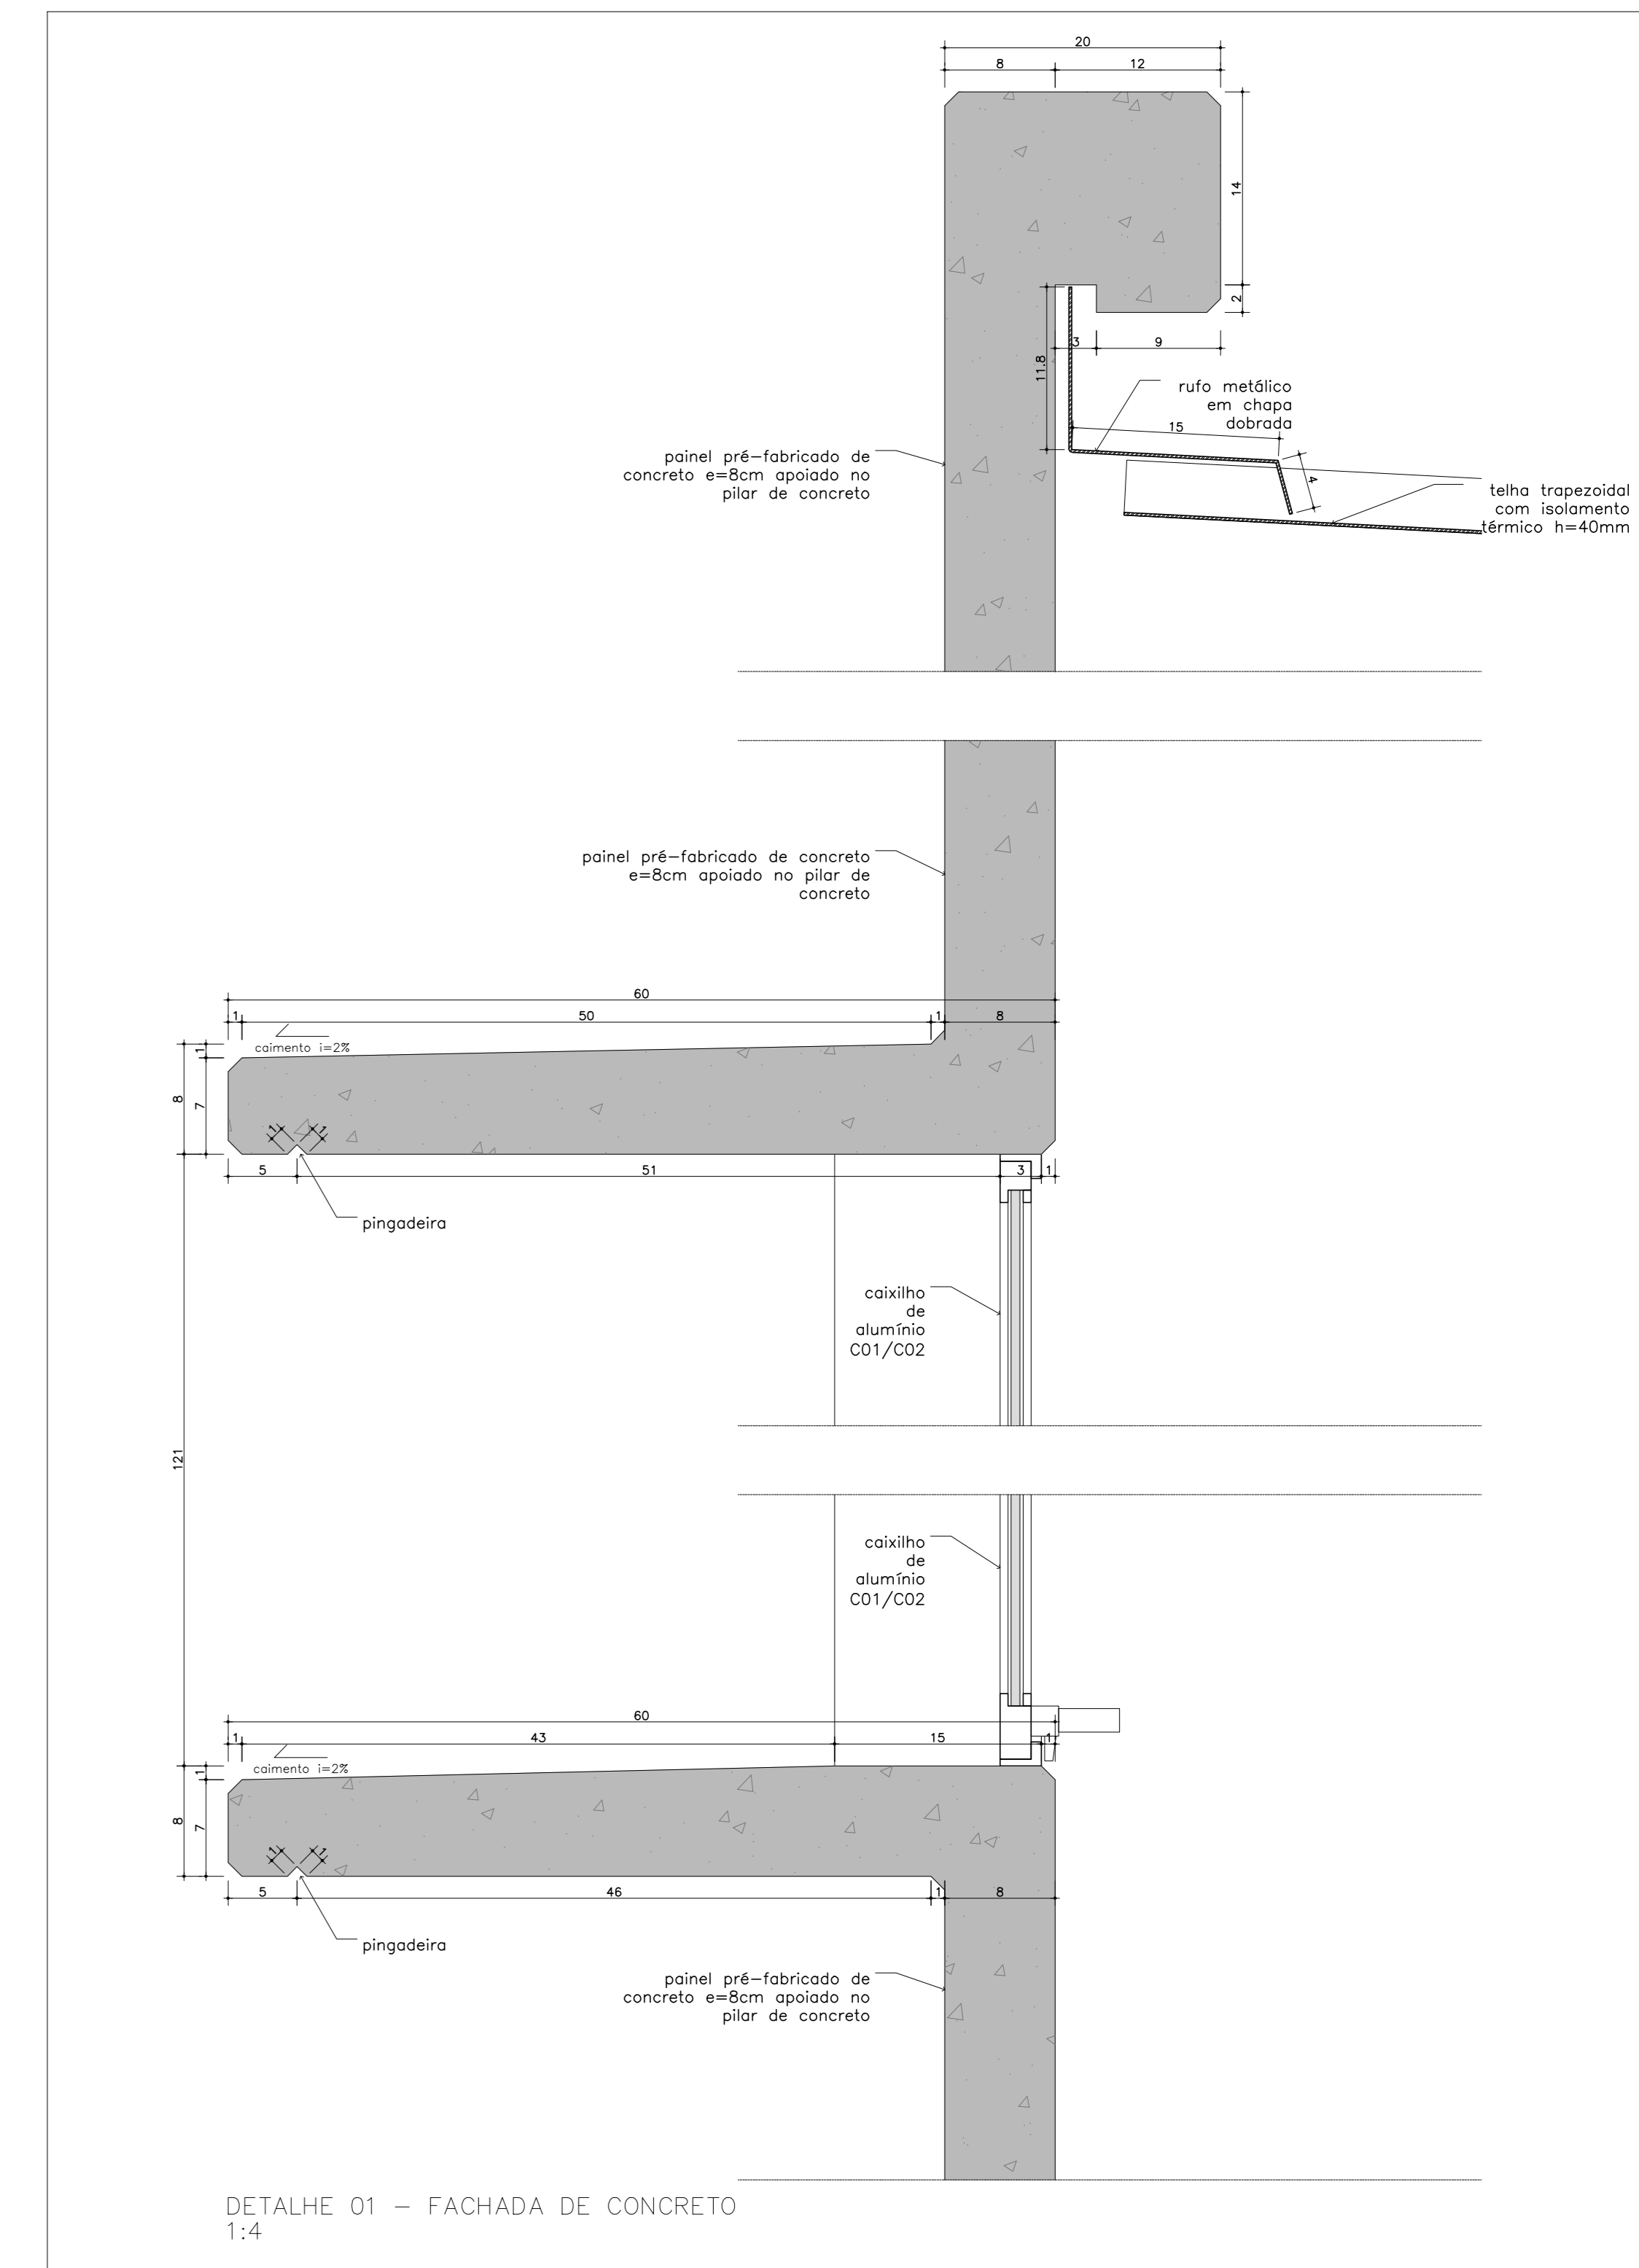 20
8
12
14
2
3
9
11.8
rufo metálico
em chapa
dobrada
15
4
painel pré-fabricado de
concreto e=8cm apoiado no
pilar de concreto
telha trapezoidal
com isolamento
térmico h=40mm
painel pré-fabricado de concreto
e=8cm apoiado no pilar de
concreto
60
1
50
1
8
caimento i=2%
1
8
7
1
1
5
51
3
1
pingadeira
caixilho
de
alumínio
C01/C02
121
caixilho
de
alumínio
C01/C02
60
1
43
15
1
caimento i=2%
1
8
7
1
1
5
46
1
8
pingadeira
painel pré-fabricado de
concreto e=8cm apoiado no
pilar de concreto
DETALHE 01 - FACHADA DE CONCRETO
1:4